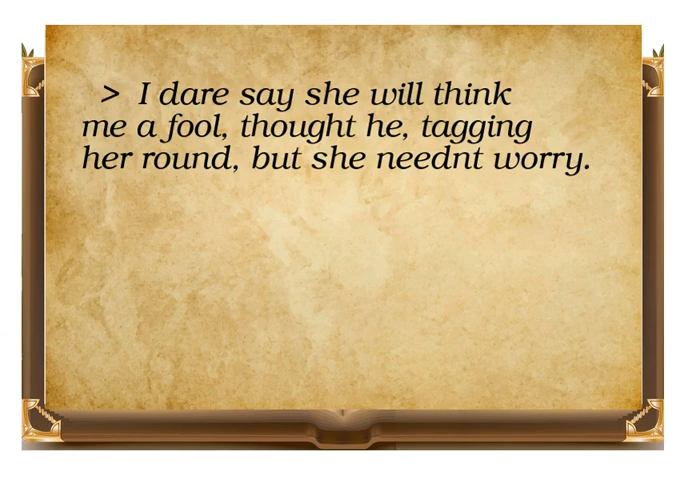 > I dare say she will think
me a fool, thought he, tagging
her round, but she neednt worry.